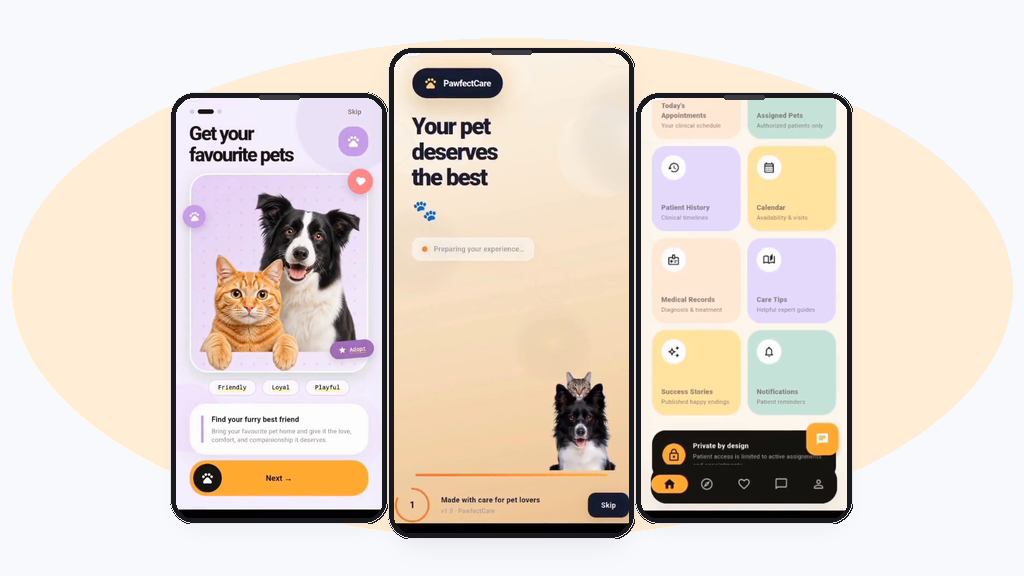 Skip
Get your
favourite pets
Adopt
Friendly
Loyal
Playful
Find your furry best friend
Bring your favourite pet home and give it the love,
comfort, and companionship it deserves.
Next →
PawfectCare
Your pet
deserves
the best
Preparing your experience...
1
Made with care for pet lovers
v1.0 · PawfectCare
Skip
Today's
Appointments
Your clinical schedule
Assigned Pets
Authorized patients only
Patient History
Clinical timelines
Calendar
Availability & visits
Medical Records
Diagnosis & treatment
Care Tips
Helpful expert guides
Success Stories
Published happy endings
Notifications
Patient reminders
Private by design
Patient access is limited to active assignments